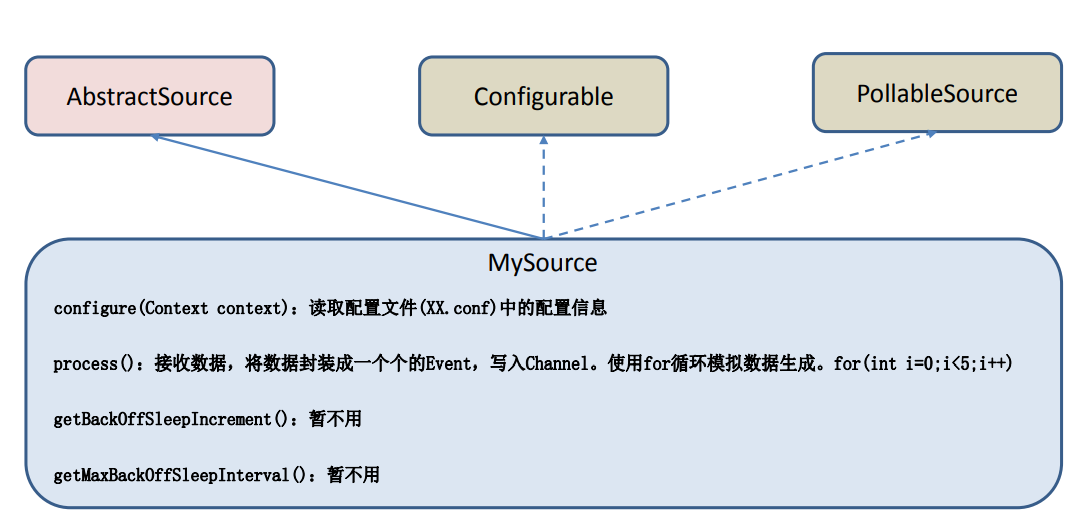 AbstractSource
Configurable
PollableSource
MySource
configure(Context context): 读取配置文件(XX.conf)中的配置信息
process(): 接收数据，将数据封装成一个个的Event，写入Channel。使用for循环模拟数据生成。for(int i=0;i<5;i++)
getBackOffSleepIncrement(): 暂不用
getMaxBackOffSleepInterval(): 暂不用